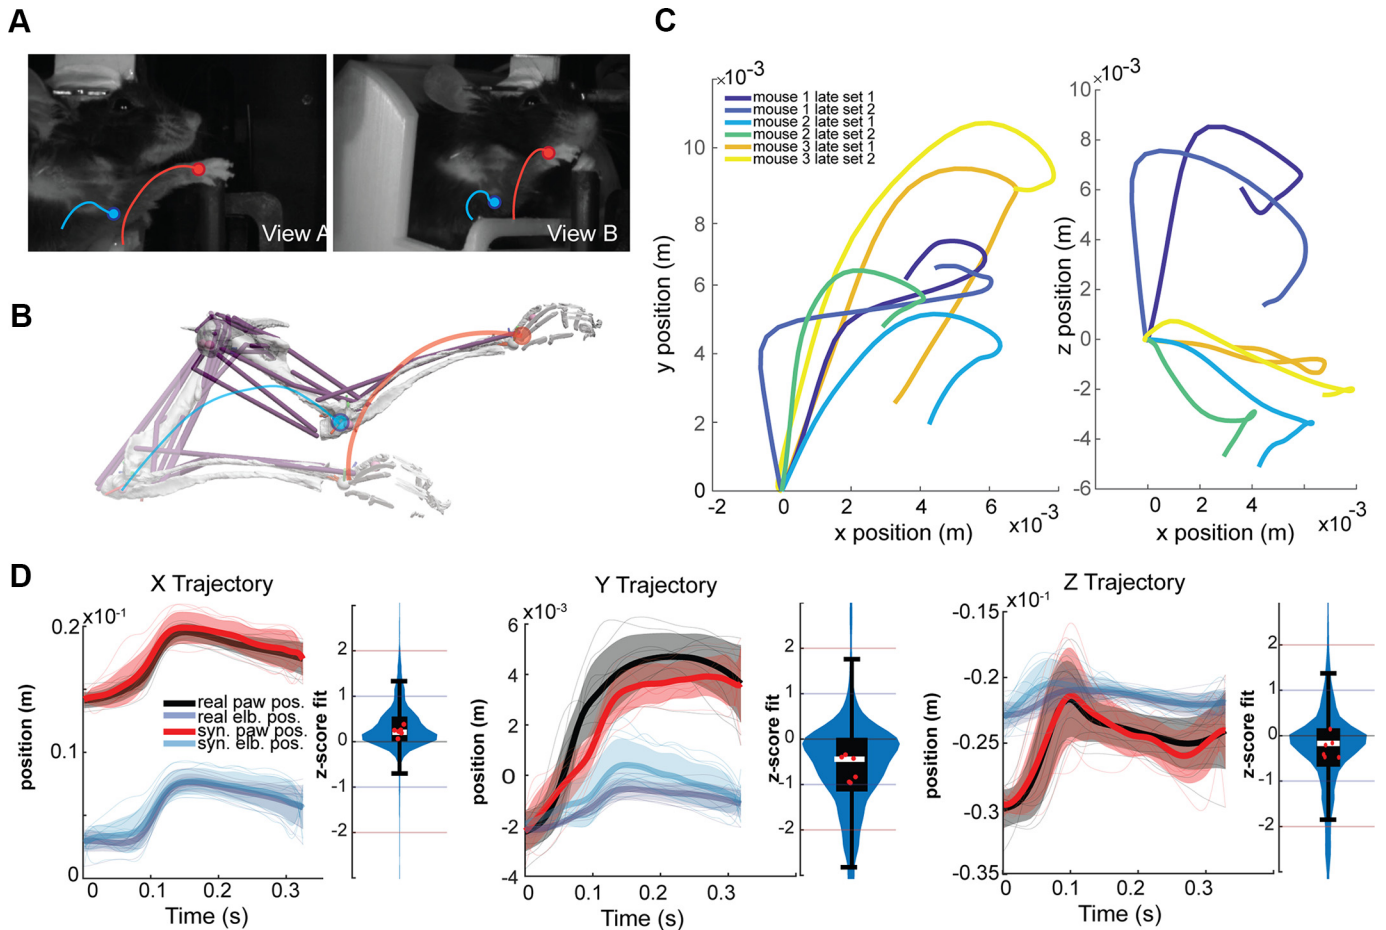 A
View A
View B
B
C
×10⁻³
mouse 1 late set 1
mouse 1 late set 2
mouse 2 late set 1
mouse 2 late set 2
mouse 3 late set 1
mouse 3 late set 2
10
8
6
4
2
0
y position (m)
-2 0 2 4 6
x10⁻³
x position (m)
×10⁻³
10
8
6
4
2
0
-2
-4
-6
z position (m)
0 2 4 6 8
x10⁻³
x position (m)
D
X Trajectory
x10⁻¹
0.2
0.1
0
position (m)
real paw pos.
real elb. pos.
syn. paw pos.
syn. elb. pos.
0 0.1 0.2 0.3
Time (s)
2
1
0
-1
-2
z-score fit
Y Trajectory
x10⁻³
6
4
2
0
-2
-4
position (m)
0 0.1 0.2 0.3
Time (s)
2
1
0
-1
-2
z-score fit
Z Trajectory
x10⁻¹
-0.15
-0.2
-0.25
-0.3
-0.35
position (m)
0 0.1 0.2 0.3
Time (s)
2
1
0
-1
-2
z-score fit